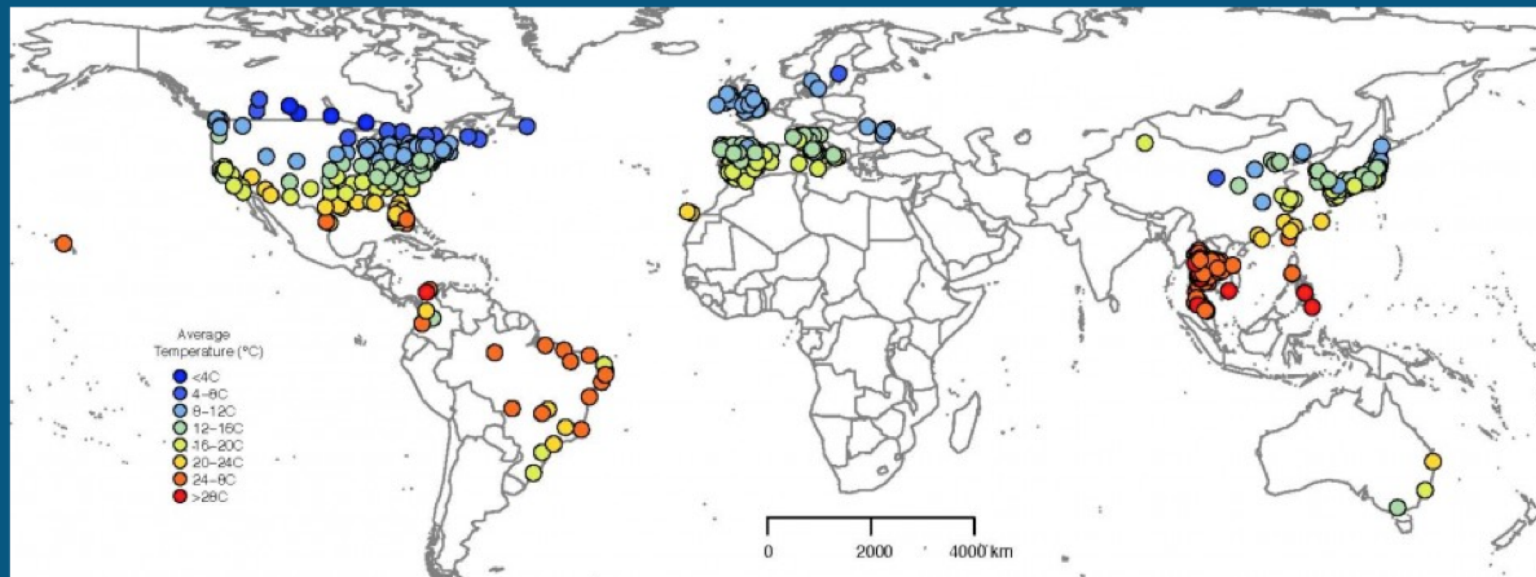 Average
Temperature (°C)
<4C
4-8C
8-12C
12-16C
16-20C
20-24C
24-8C
>28C
0 2000 4000 km